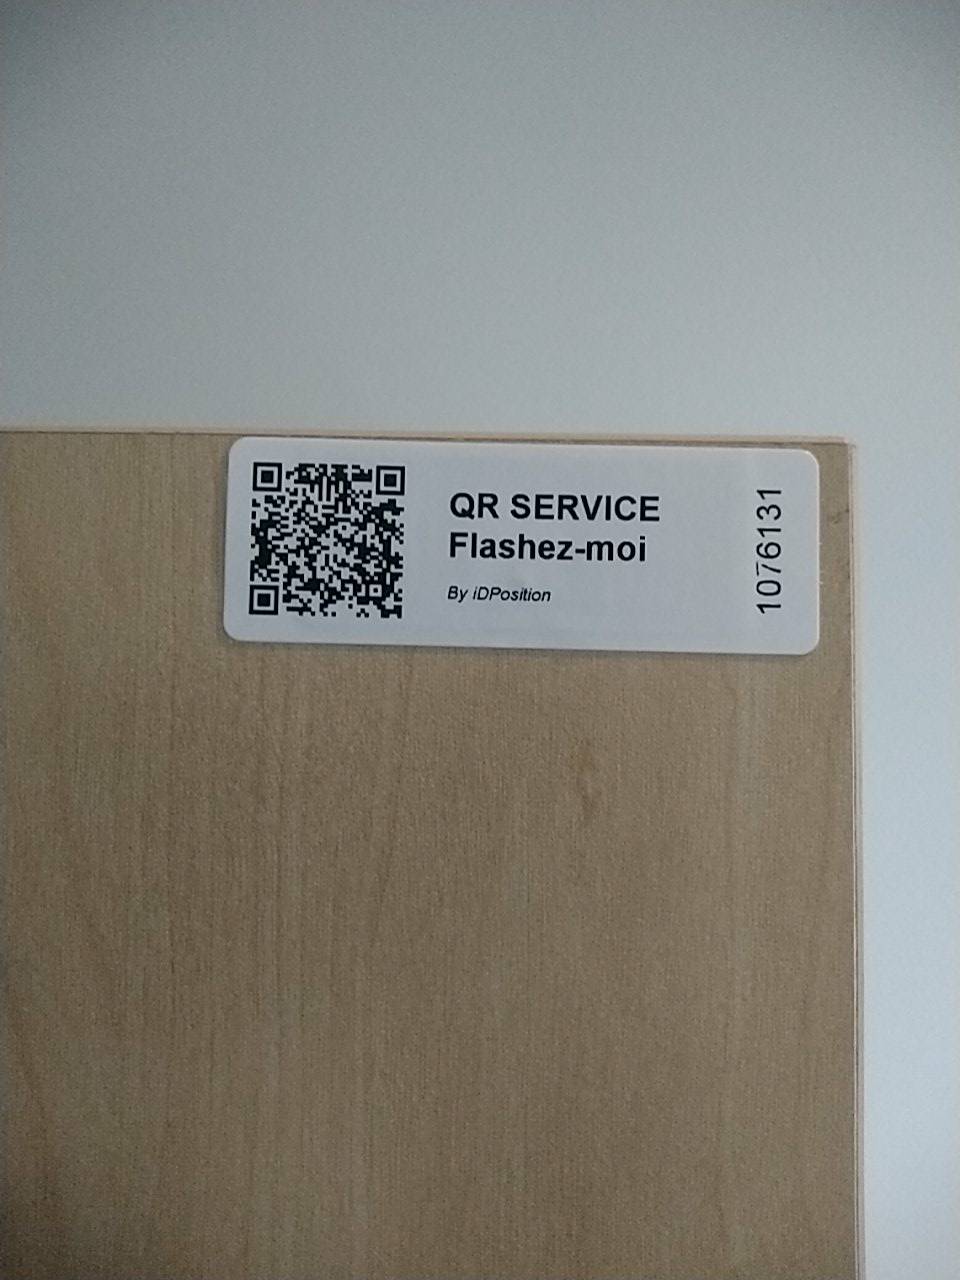 QR SERVICE
Flashez-moi
By iDPosition
1076131